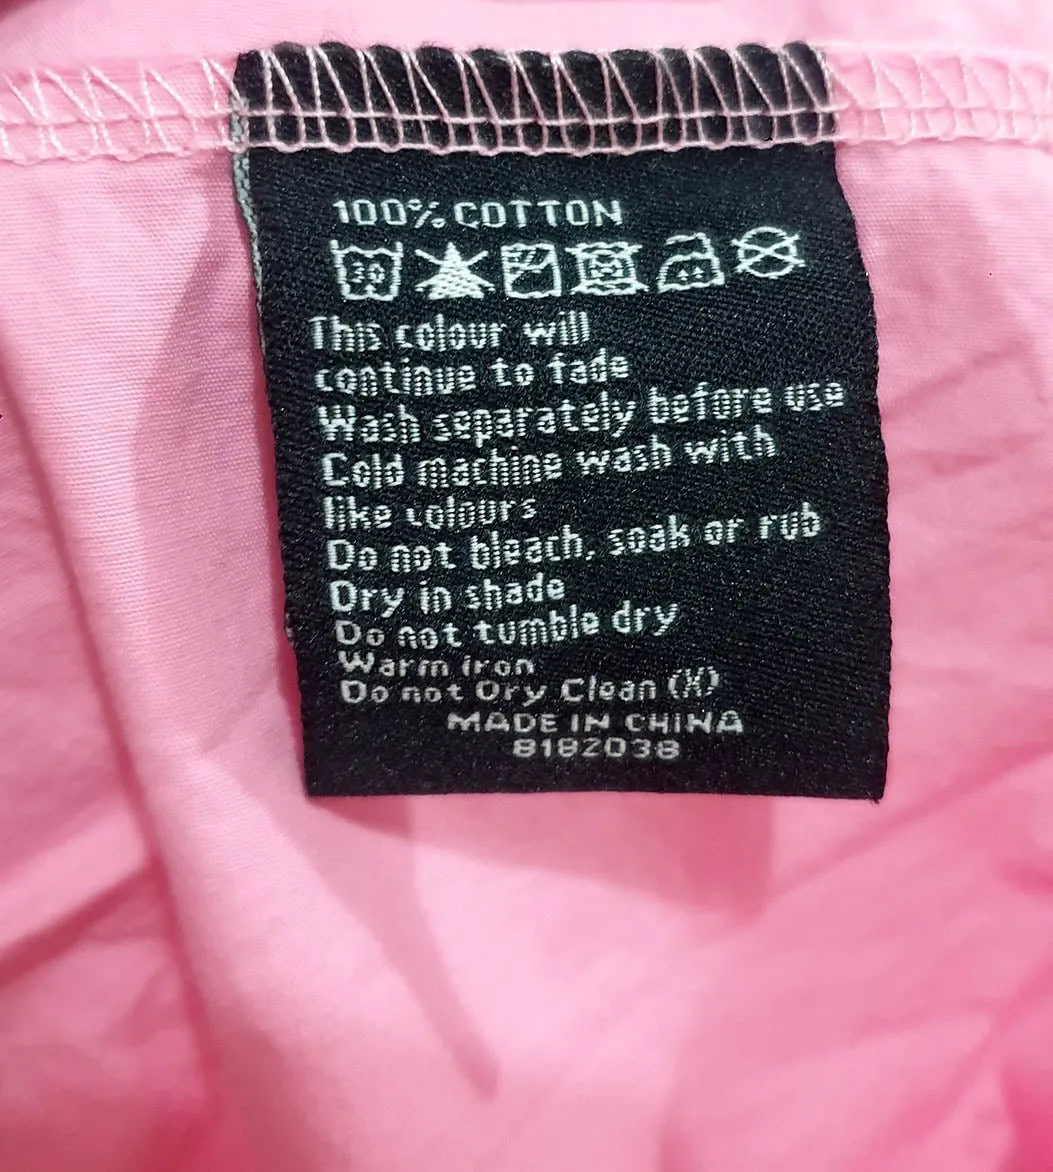 100% COTTON
30
This colour will
continue to fade
Wash separately before use
Cold machine wash with
like colours
Do not bleach, soak or rub
Dry in shade
Do not tumble dry
Warm iron
Do not Dry Clean (X)
MADE IN CHINA
8182038